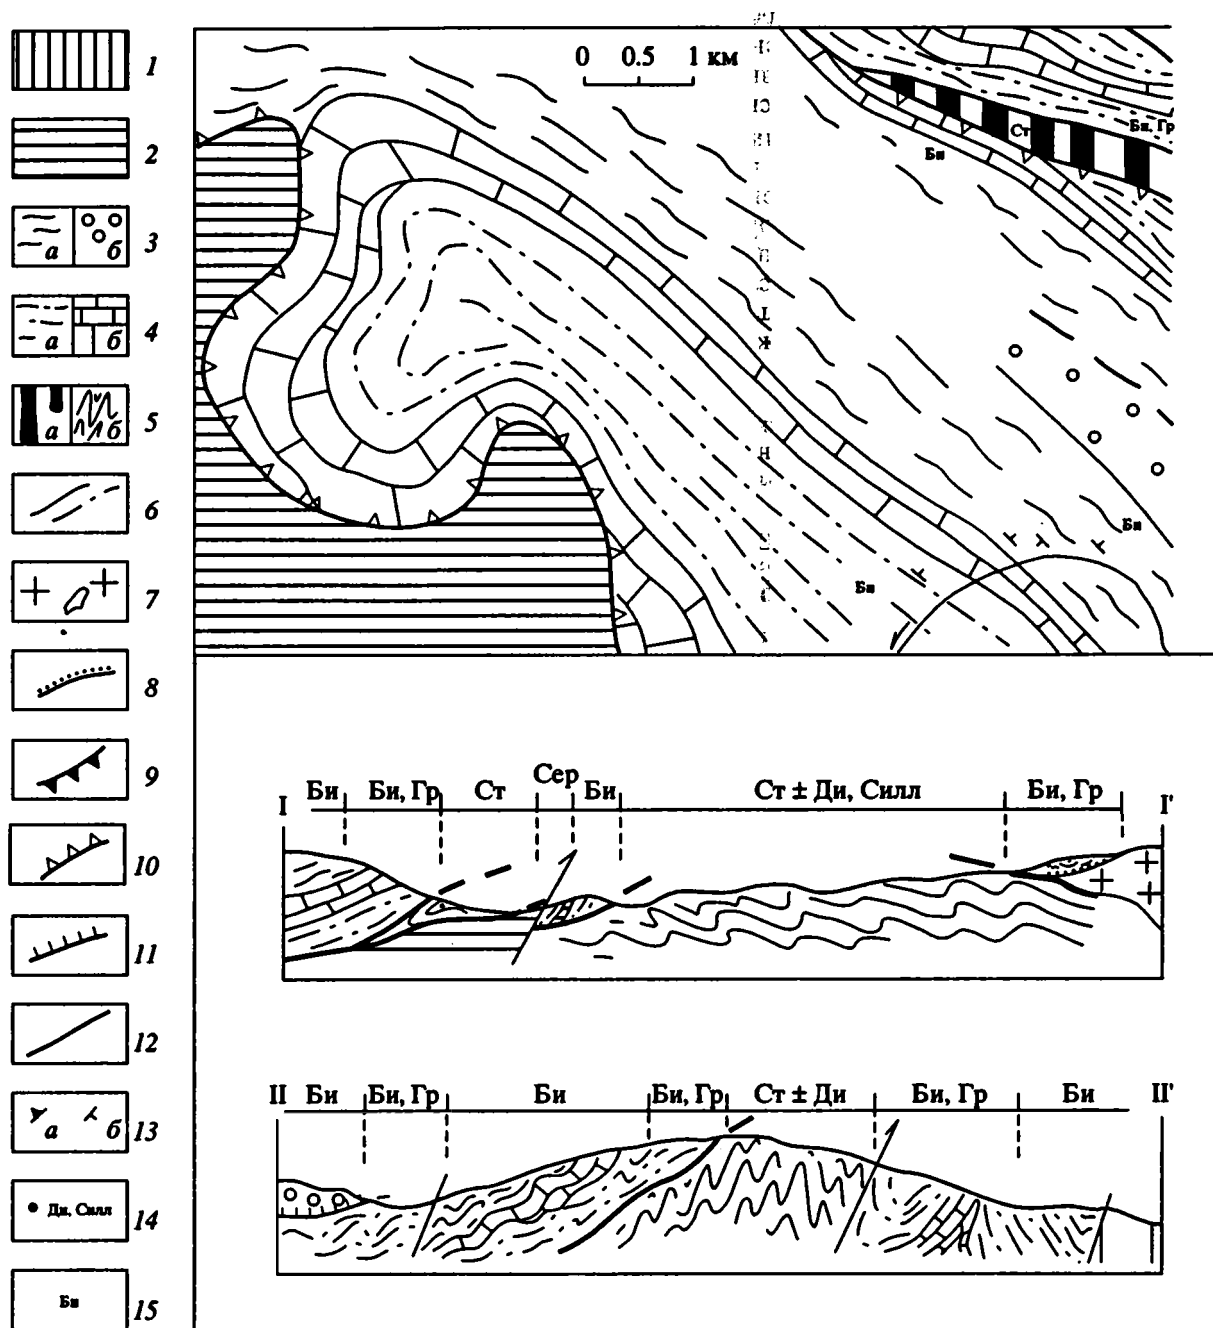 1
2
а б 3
а б 4
а б 5
6
7
8
9
10
11
12
а б 13
Ди, Силл 14
Би 15
0 0.5 1 км
Ст
Би, Гр
Би
Би
Би
Би Би, Гр Ст Сер Би Ст ± Ди, Силл Би, Гр
I I'
II Би Би, Гр Би Би, Гр Ст ± Ди Би, Гр Би II'